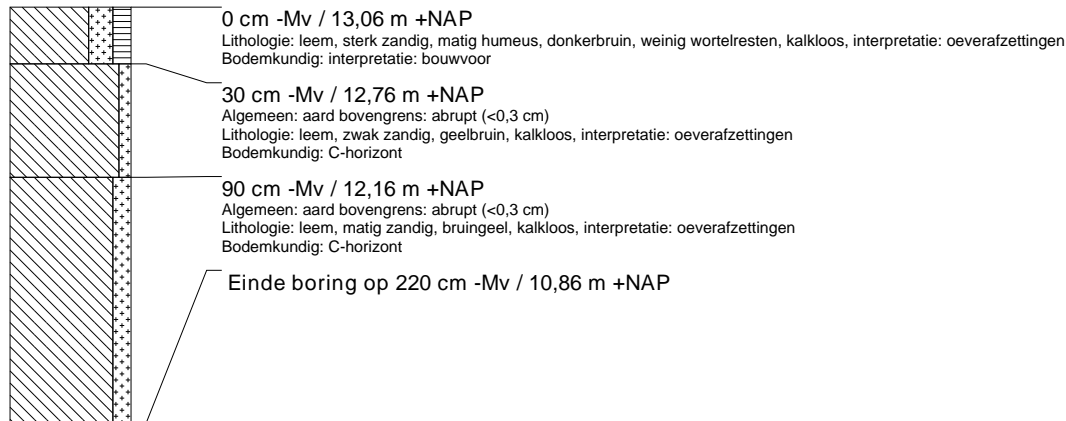 0 cm -Mv / 13,06 m +NAP
Lithologie: leem, sterk zandig, matig humeus, donkerbruin, weinig wortelresten, kalkloos, interpretatie: oeverafzettingen
Bodemkundig: interpretatie: bouwvoor
30 cm -Mv / 12,76 m +NAP
Algemeen: aard bovengrens: abrupt (<0,3 cm)
Lithologie: leem, zwak zandig, geelbruin, kalkloos, interpretatie: oeverafzettingen
Bodemkundig: C-horizont
90 cm -Mv / 12,16 m +NAP
Algemeen: aard bovengrens: abrupt (<0,3 cm)
Lithologie: leem, matig zandig, bruingeel, kalkloos, interpretatie: oeverafzettingen
Bodemkundig: C-horizont
Einde boring op 220 cm -Mv / 10,86 m +NAP